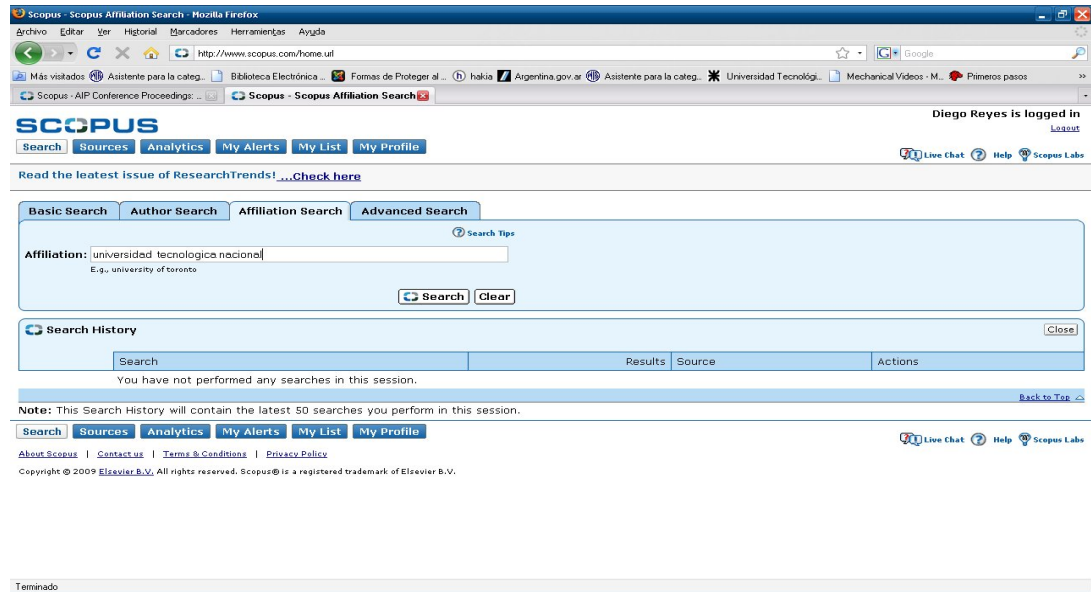 Scopus - Scopus Affiliation Search - Mozilla Firefox
Archivo Editar Ver Historial Marcadores Herramientas Ayuda
http://www.scopus.com/home.url Google
Más visitados Asistente para la categ... Biblioteca Electrónica ... Formas de Proteger al ... hakia Argentina.gov.ar Asistente para la categ... Universidad Tecnológi... Mechanical Videos - M... Primeros pasos »
Scopus - AIP Conference Proceedings: ... Scopus - Scopus Affiliation Search
Diego Reyes is logged in
SCOPUS
Logout
Search Sources Analytics My Alerts My List My Profile
Live Chat Help Scopus Labs
Read the leatest issue of ResearchTrends! ...Check here
Basic Search Author Search Affiliation Search Advanced Search
Search Tips
Affiliation: universidad tecnologica nacional
E.g., university of toronto
Search Clear
Search History Close
Search Results Source Actions
You have not performed any searches in this session.
Back to Top
Note: This Search History will contain the latest 50 searches you perform in this session.
Search Sources Analytics My Alerts My List My Profile
Live Chat Help Scopus Labs
About Scopus | Contact us | Terms & Conditions | Privacy Policy
Copyright © 2009 Elsevier B.V. All rights reserved. Scopus® is a registered trademark of Elsevier B.V.
Terminado